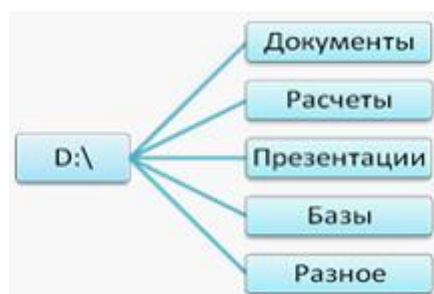 D:\
Документы
Расчеты
Презентации
Базы
Разное